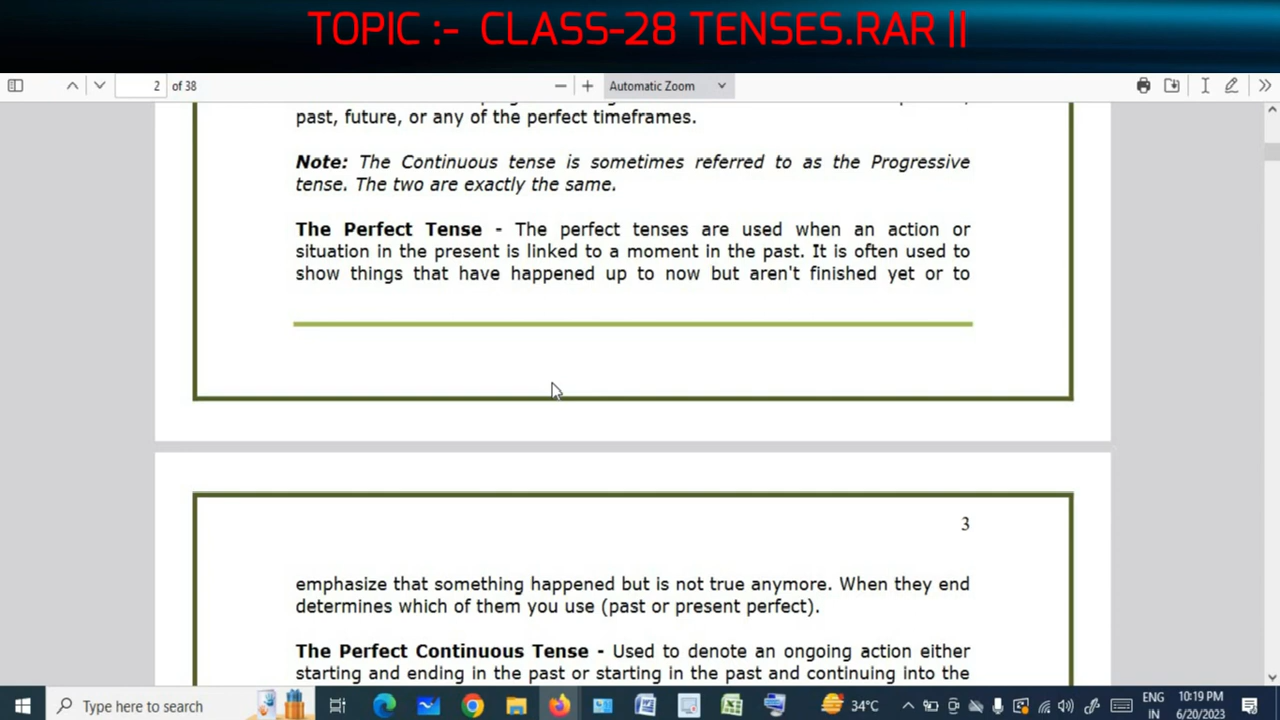 TOPIC :- CLASS-28 TENSES.RAR ||
2 of 38
Automatic Zoom
past, future, or any of the perfect timeframes.
Note: The Continuous tense is sometimes referred to as the Progressive
tense. The two are exactly the same.
The Perfect Tense - The perfect tenses are used when an action or
situation in the present is linked to a moment in the past. It is often used to
show things that have happened up to now but aren't finished yet or to
3
emphasize that something happened but is not true anymore. When they end
determines which of them you use (past or present perfect).
The Perfect Continuous Tense - Used to denote an ongoing action either
starting and ending in the past or starting in the past and continuing into the
Type here to search
34°C
ENG
IN
10:19 PM
6/20/2023